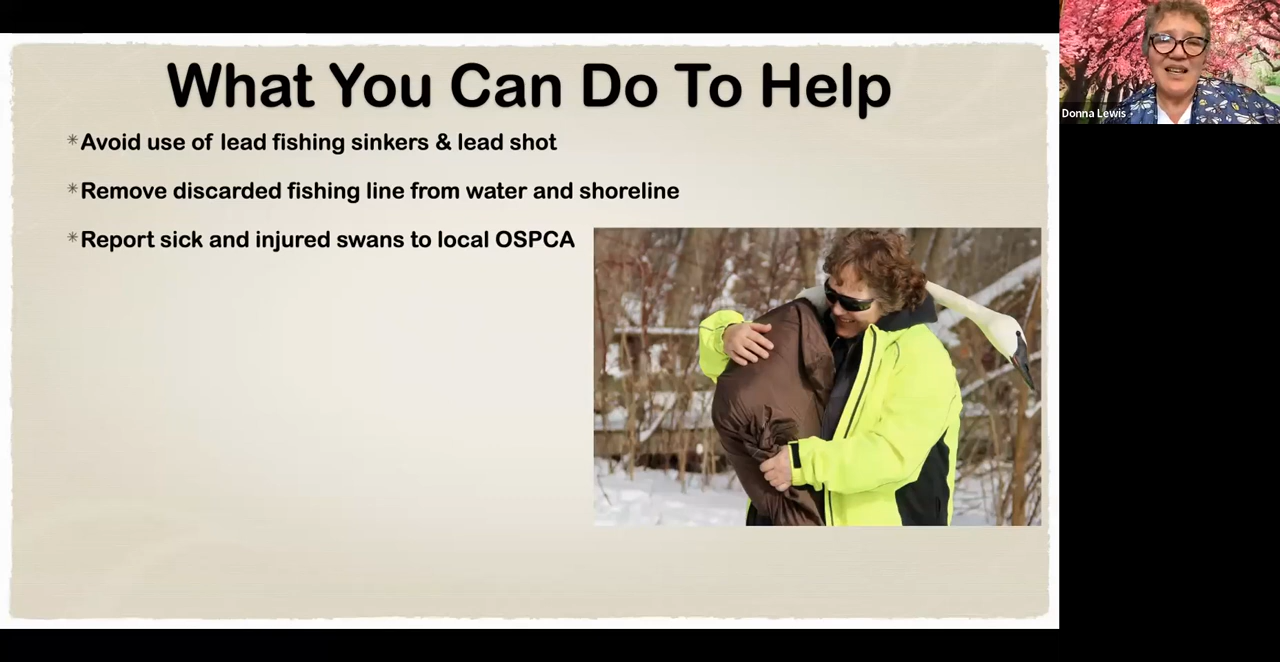 What You Can Do To Help
*Avoid use of lead fishing sinkers & lead shot
*Remove discarded fishing line from water and shoreline
*Report sick and injured swans to local OSPCA
Donna Lewis